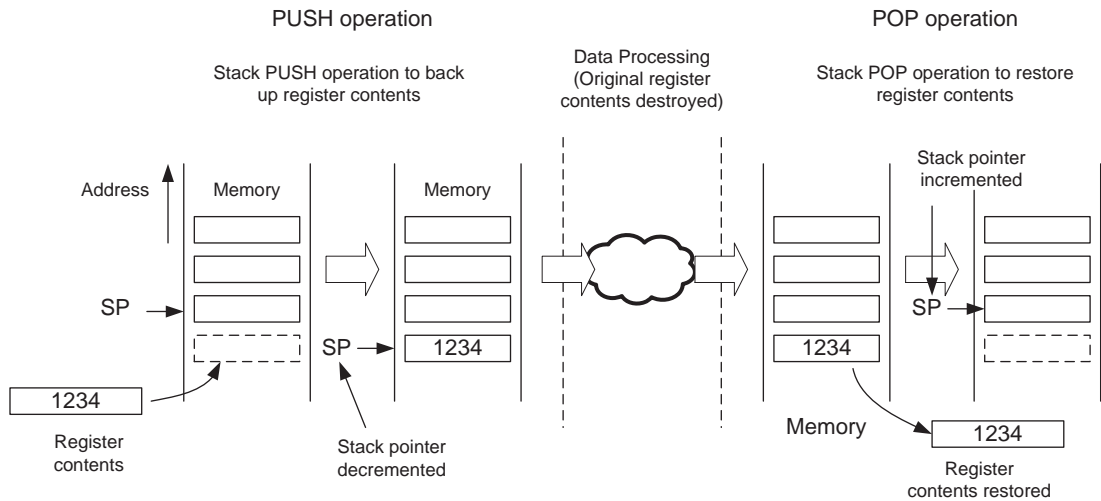 PUSH operation
Stack PUSH operation to back
up register contents
Data Processing
(Original register
contents destroyed)
POP operation
Stack POP operation to restore
register contents
Address
Memory
Memory
Stack pointer
incremented
SP
SP
1234
1234
SP
1234
Register
contents
Stack pointer
decremented
Memory
1234
Register
contents restored